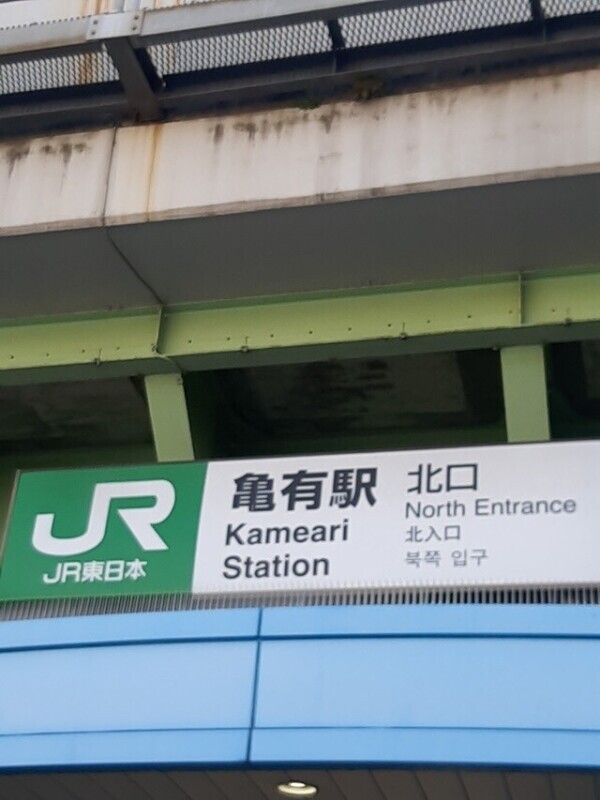 JR
JR東日本
亀有駅
Kameari
Station
北口
North Entrance
北入口
북쪽 입구